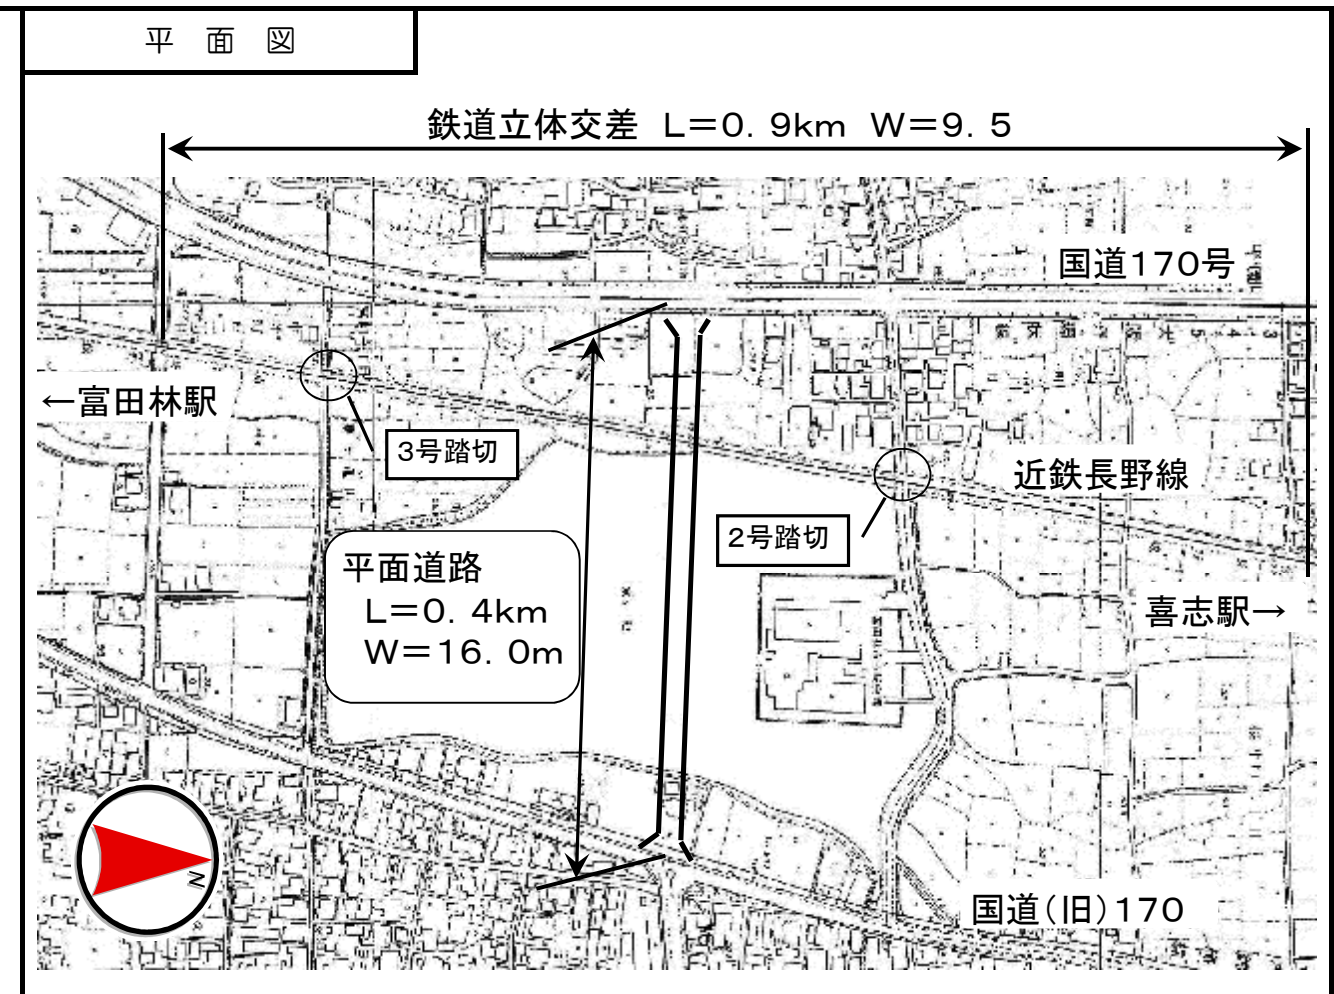 平 面 図
鉄道立体交差 L=0.9km W=9.5
国道170号
←富田林駅
3号踏切
近鉄長野線
2号踏切
平面道路
L=0.4km
W=16.0m
喜志駅→
国道(旧)170
N